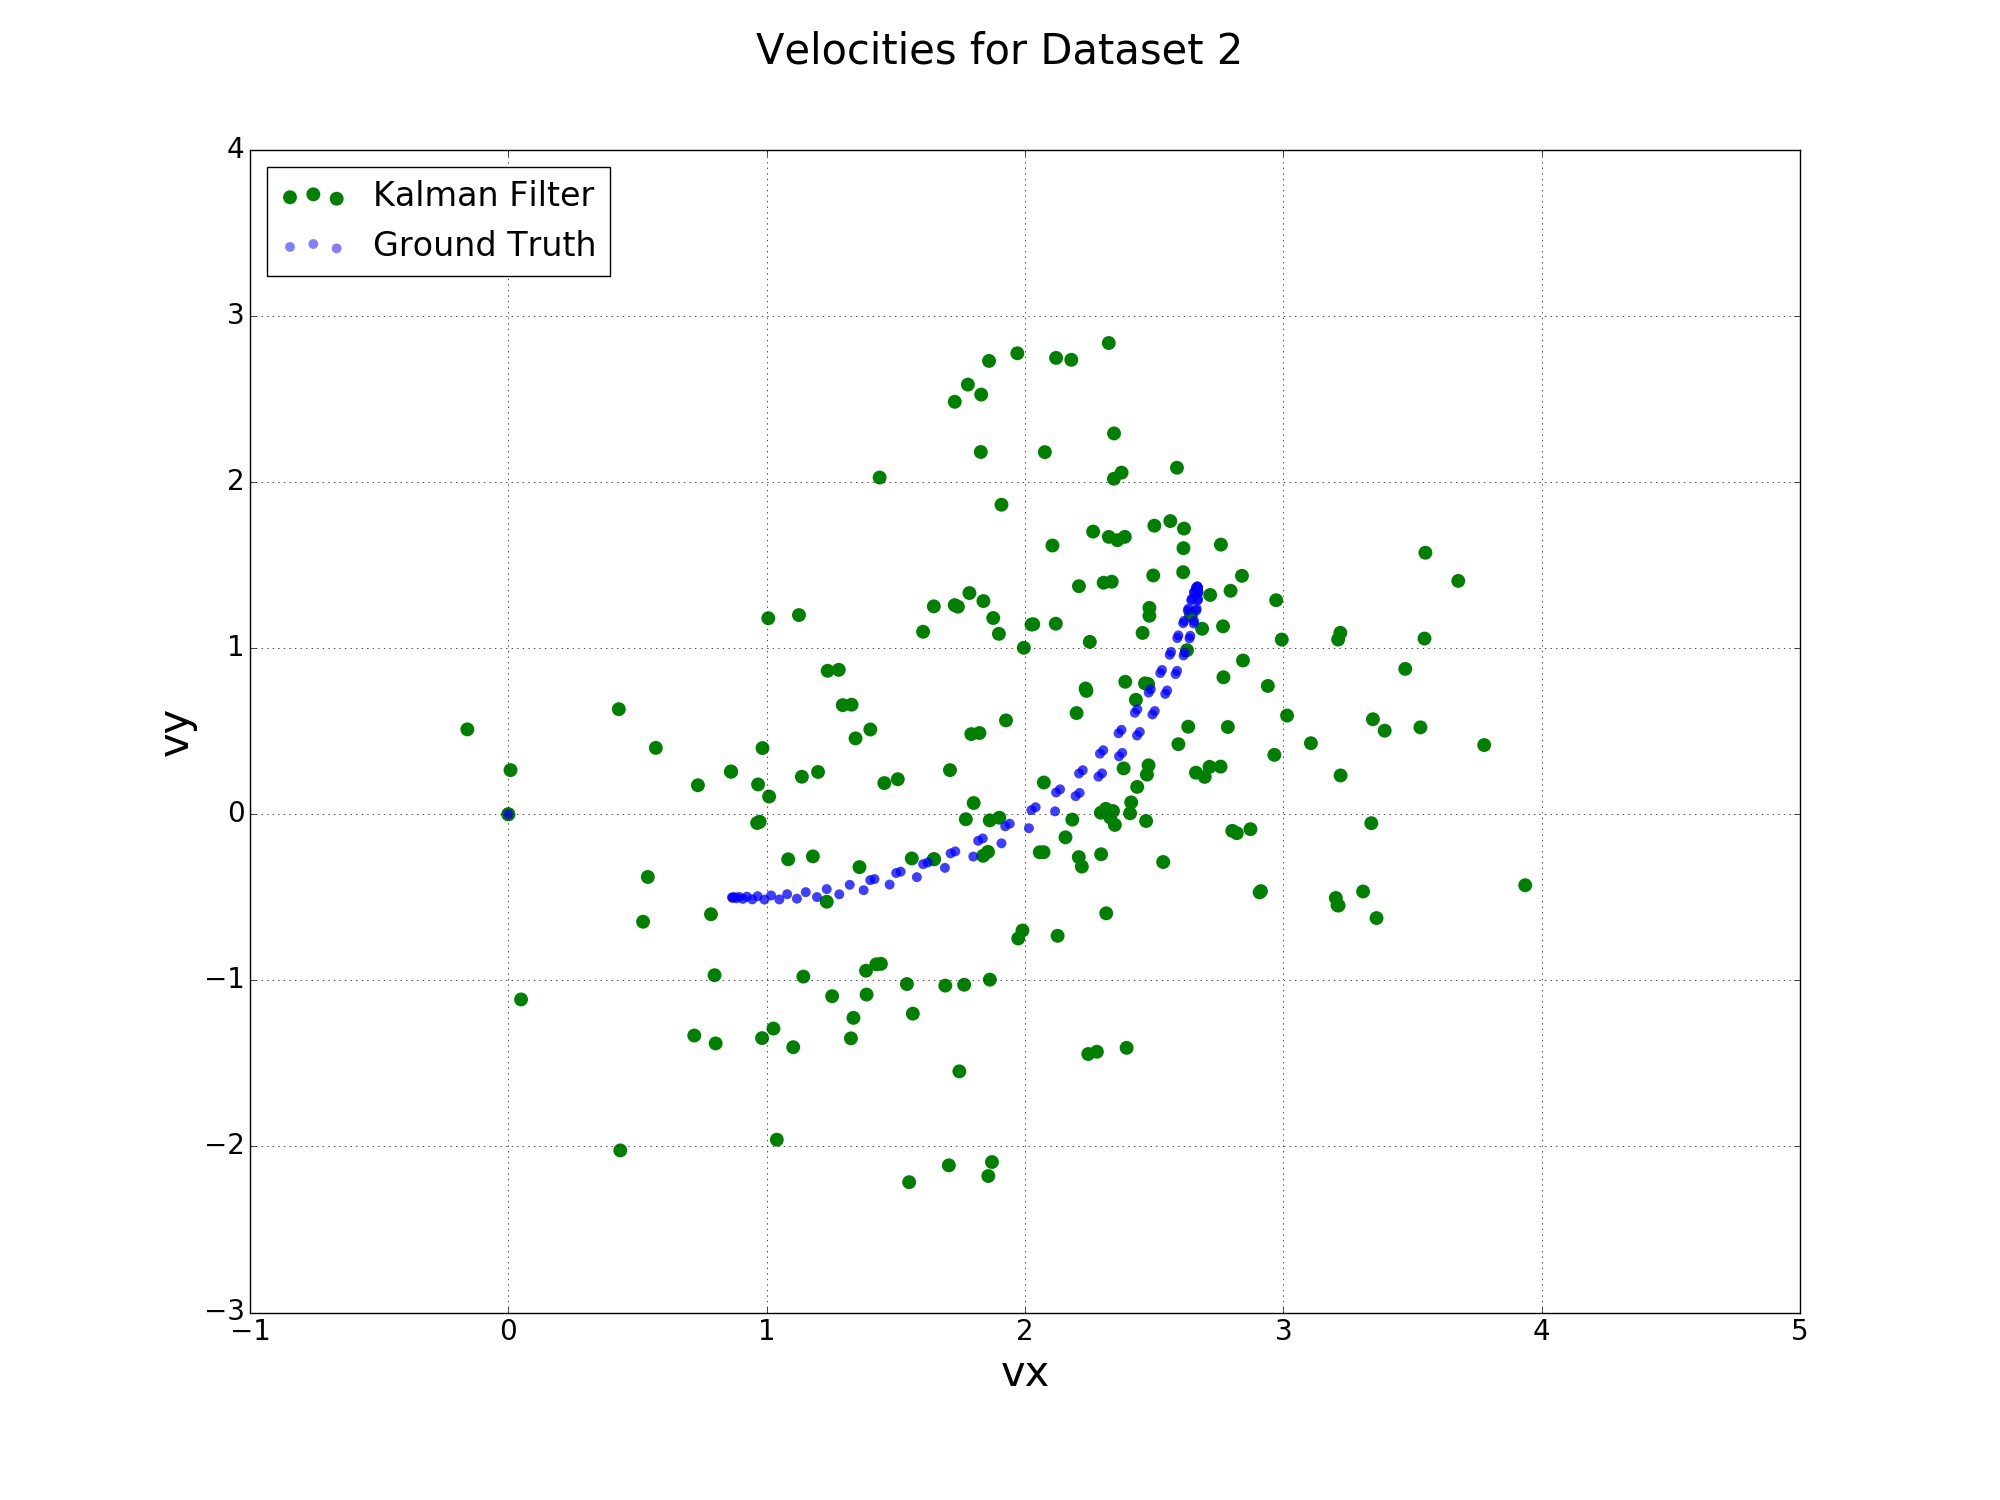 Velocities for Dataset 2
Kalman Filter
Ground Truth
4
3
2
1
0
−1
−2
−3
vy
−1 0 1 2 3 4 5
vx